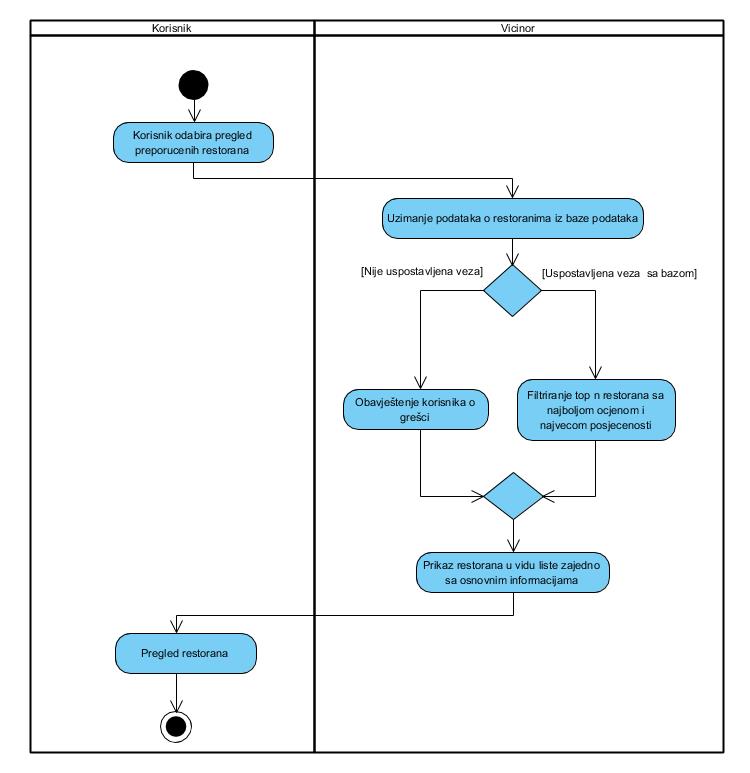 Korisnik
Vicinor
Korisnik odabira pregled
preporucenih restorana
Uzimanje podataka o restoranima iz baze podataka
[Nije uspostavljena veza]
[Uspostavljena veza  sa bazom]
Obavještenje korisnika o
grešci
Filtriranje top n restorana sa
najboljom ocjenom i
najvecom posjecenosti
Prikaz restorana u vidu liste zajedno
sa osnovnim informacijama
Pregled restorana